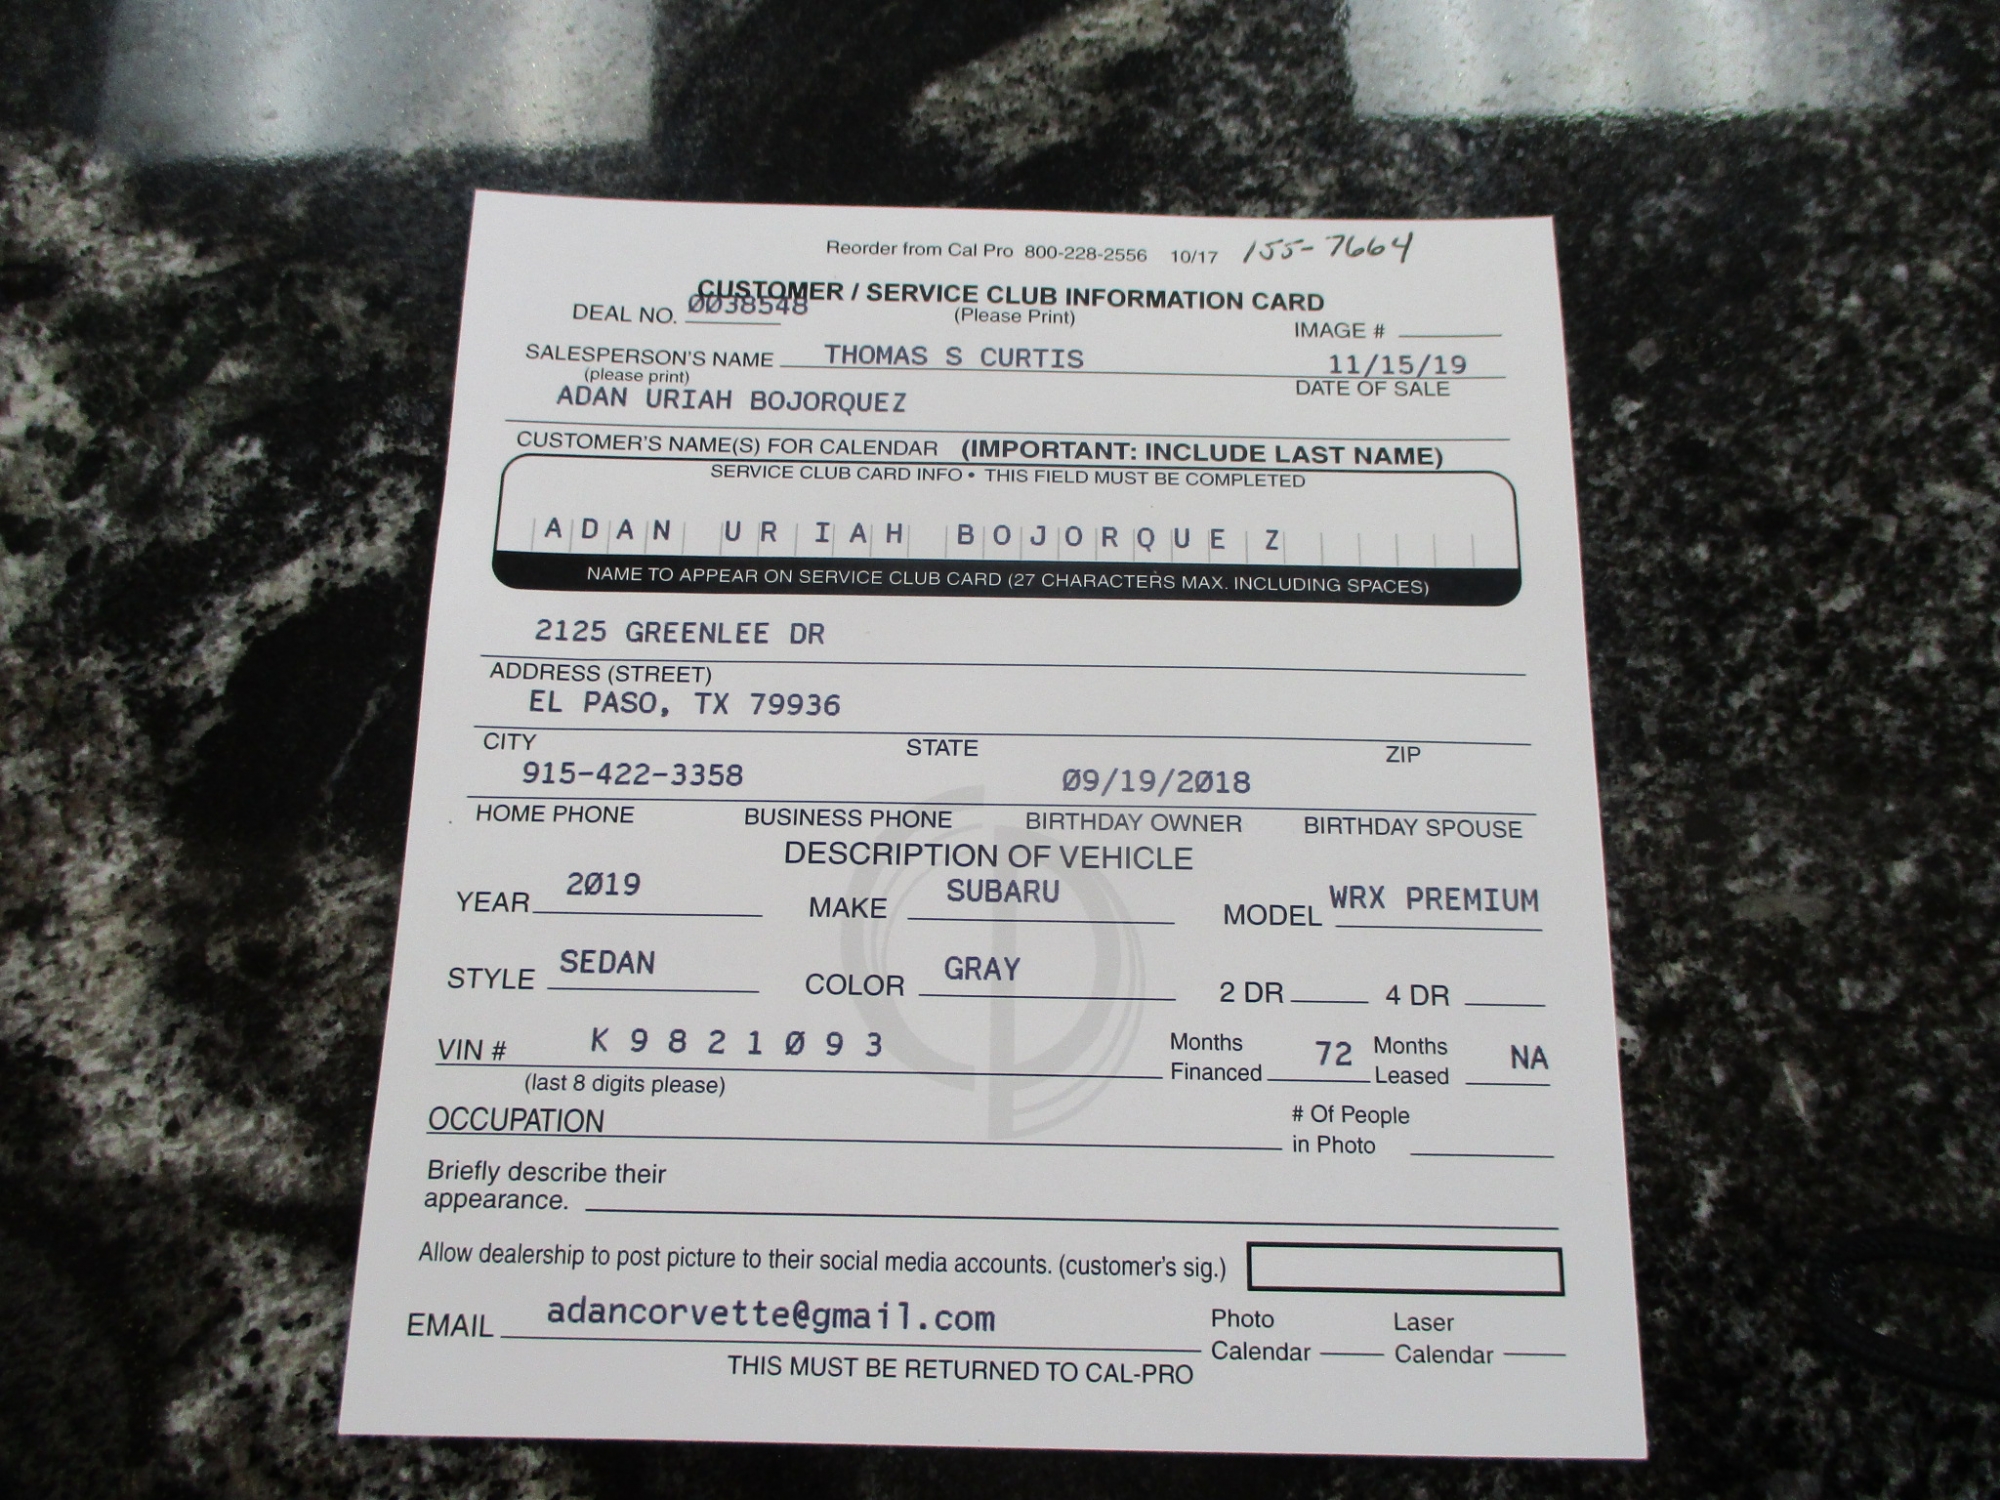 Reorder from Cal Pro 800-228-2556 10/17 155-7664
CUSTOMER / SERVICE CLUB INFORMATION CARD
DEAL NO. 0038548 (Please Print) IMAGE #
SALESPERSON'S NAME THOMAS S CURTIS 11/15/19
(please print) DATE OF SALE
ADAN URIAH BOJORQUEZ
CUSTOMER'S NAME(S) FOR CALENDAR (IMPORTANT: INCLUDE LAST NAME)
SERVICE CLUB CARD INFO • THIS FIELD MUST BE COMPLETED
ADAN URIAH BOJORQUEZ
NAME TO APPEAR ON SERVICE CLUB CARD (27 CHARACTERS MAX. INCLUDING SPACES)
2125 GREENLEE DR
ADDRESS (STREET)
EL PASO, TX 79936
CITY STATE ZIP
915-422-3358 09/19/2018
HOME PHONE BUSINESS PHONE BIRTHDAY OWNER BIRTHDAY SPOUSE
DESCRIPTION OF VEHICLE
YEAR 2019 MAKE SUBARU MODEL WRX PREMIUM
STYLE SEDAN COLOR GRAY 2 DR 4 DR
VIN # K9821093 Months Financed 72 Months Leased NA
(last 8 digits please)
OCCUPATION # Of People in Photo
Briefly describe their
appearance.
Allow dealership to post picture to their social media accounts. (customer's sig.)
EMAIL adancorvette@gmail.com Photo Calendar Laser Calendar
THIS MUST BE RETURNED TO CAL-PRO